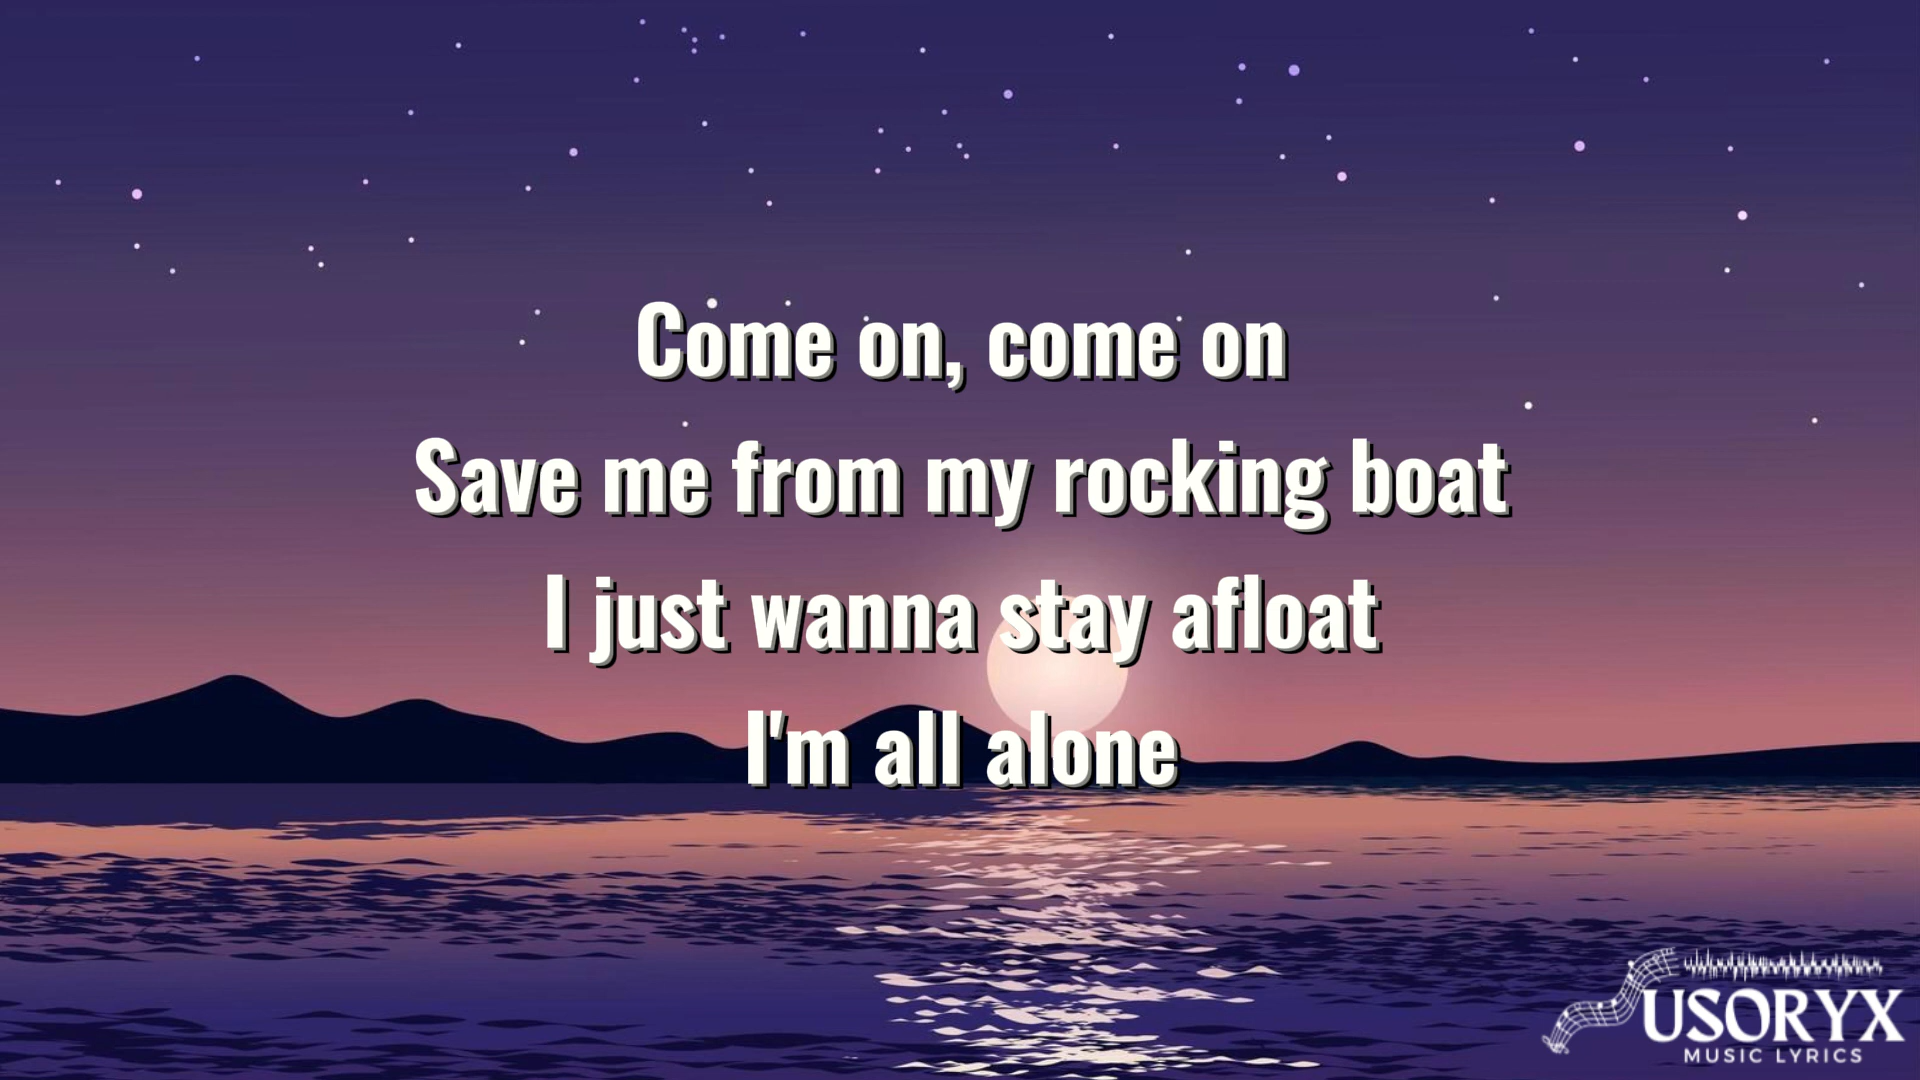 Come on, come on
Save me from my rocking boat
I just wanna stay afloat
I'm all alone
USORYX
MUSIC LYRICS